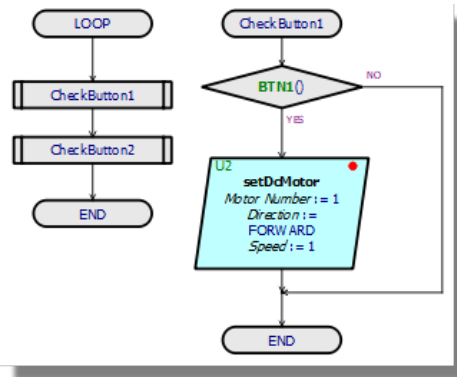 LOOP
CheckButton1
CheckButton2
END
CheckButton1
BTN1()
NO
YES
U2
setDcMotor
Motor Number := 1
Direction :=
FORWARD
Speed := 1
END